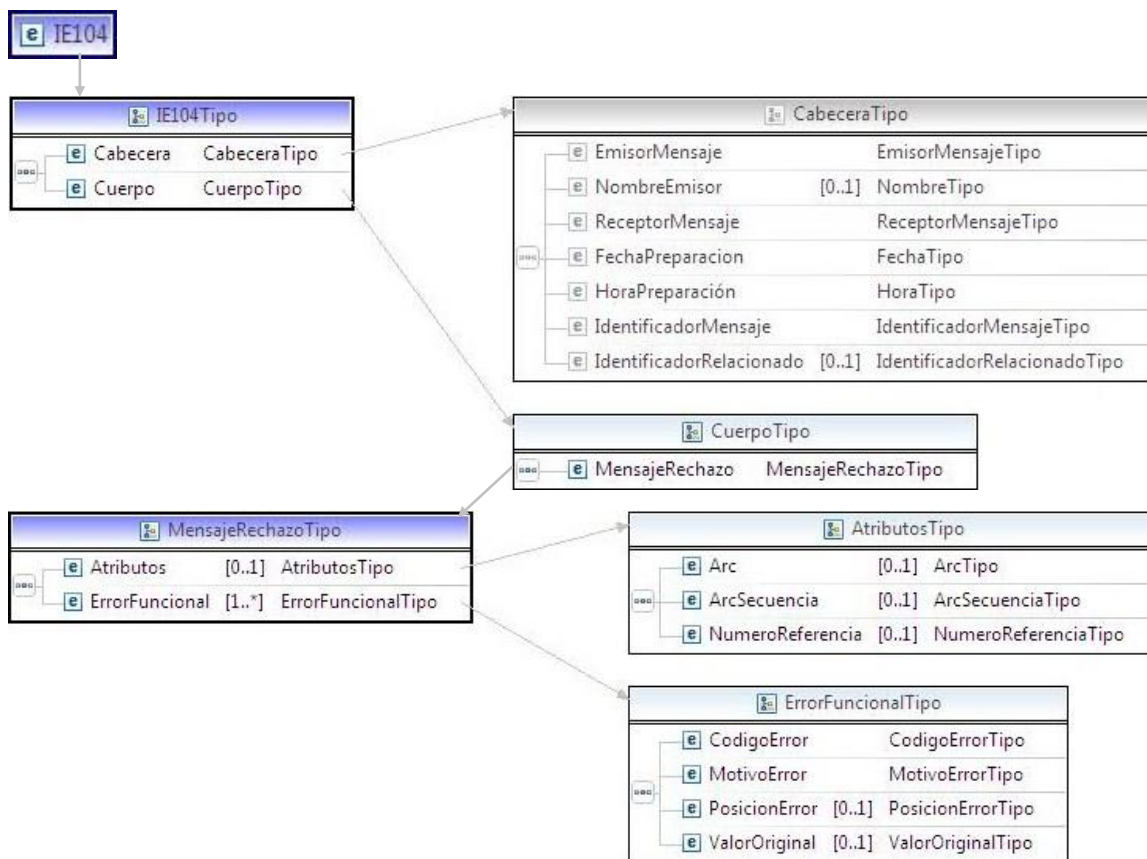 IE104
IE104Tipo
Cabecera CabeceraTipo
Cuerpo CuerpoTipo
CabeceraTipo
EmisorMensaje EmisorMensajeTipo
NombreEmisor [0..1] NombreTipo
ReceptorMensaje ReceptorMensajeTipo
FechaPreparacion FechaTipo
HoraPreparación HoraTipo
IdentificadorMensaje IdentificadorMensajeTipo
IdentificadorRelacionado [0..1] IdentificadorRelacionadoTipo
CuerpoTipo
MensajeRechazo MensajeRechazoTipo
MensajeRechazoTipo
Atributos [0..1] AtributosTipo
ErrorFuncional [1..*] ErrorFuncionalTipo
AtributosTipo
Arc [0..1] ArcTipo
ArcSecuencia [0..1] ArcSecuenciaTipo
NumeroReferencia [0..1] NumeroReferenciaTipo
ErrorFuncionalTipo
CodigoError CodigoErrorTipo
MotivoError MotivoErrorTipo
PosicionError [0..1] PosicionErrorTipo
ValorOriginal [0..1] ValorOriginalTipo